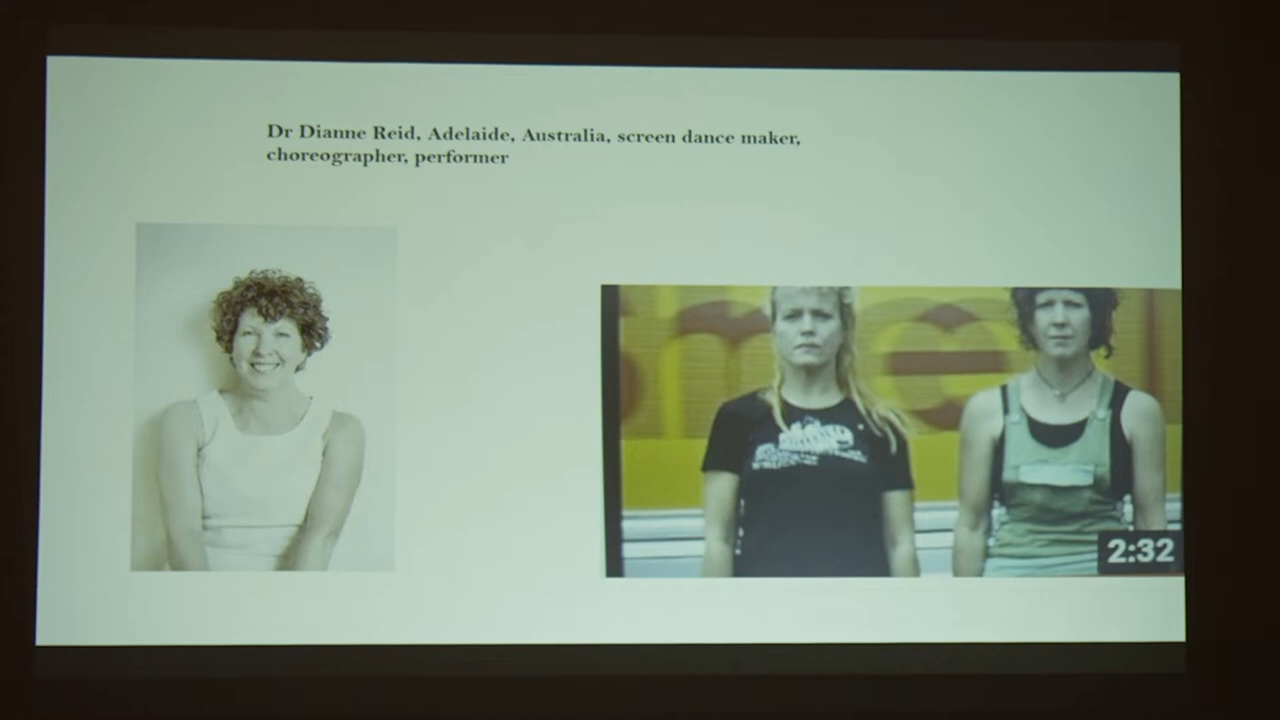 Dr Dianne Reid, Adelaide, Australia, screen dance maker,
choreographer, performer
2:32